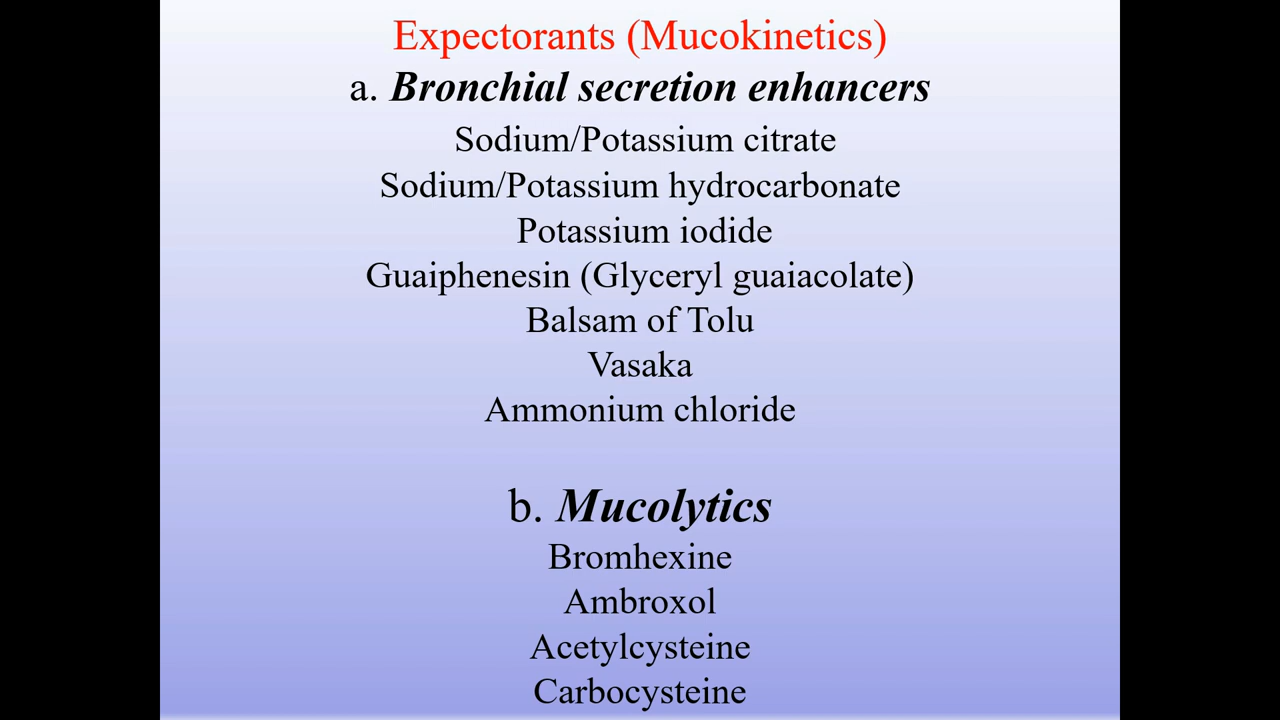 Expectorants (Mucokinetics)
a. Bronchial secretion enhancers
Sodium/Potassium citrate
Sodium/Potassium hydrocarbonate
Potassium iodide
Guaiphenesin (Glyceryl guaiacolate)
Balsam of Tolu
Vasaka
Ammonium chloride
b. Mucolytics
Bromhexine
Ambroxol
Acetylcysteine
Carbocysteine